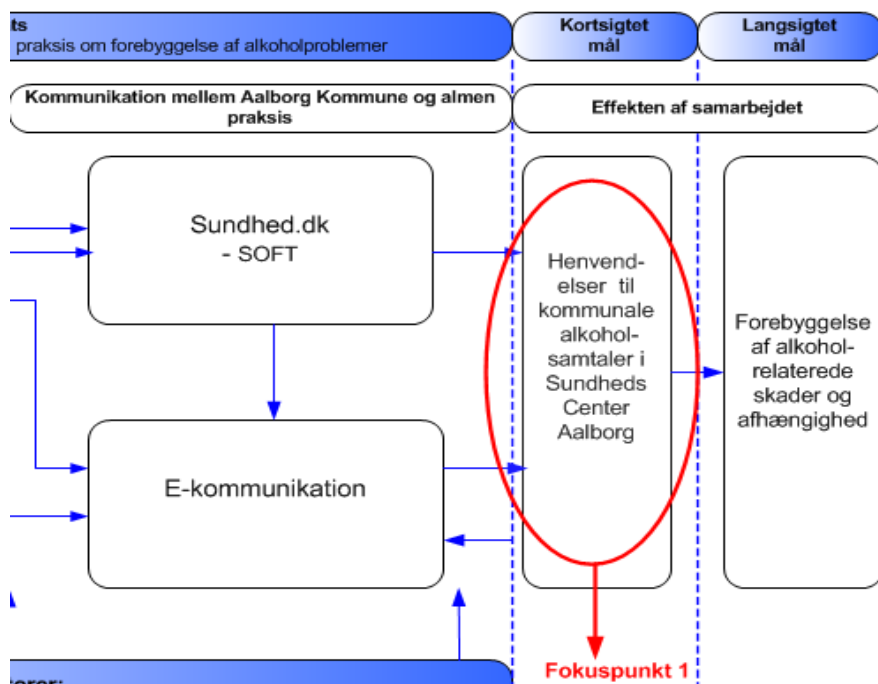 praksis om forebyggelse af alkoholproblemer
Kortsigtet
mål
Langsigtet
mål
Kommunikation mellem Aalborg Kommune og almen
praksis
Effekten af samarbejdet
Sundhed.dk
- SOFT
E-kommunikation
Henvend-
elser til
kommunale
alkohol-
samtaler i
Sundheds
Center
Aalborg
Forebyggelse
af alkohol-
relaterede
skader og
afhængighed
Fokuspunkt 1